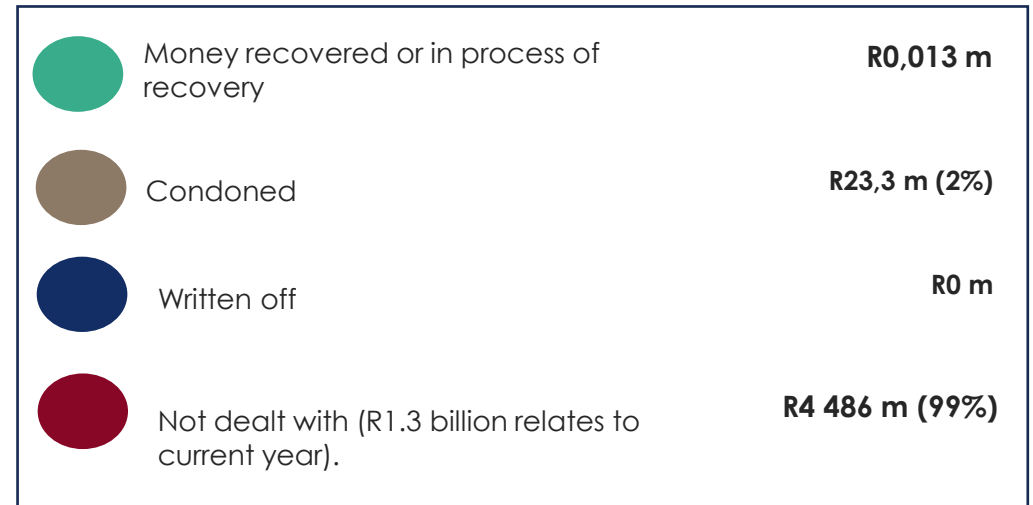 Money recovered or in process of
recovery
R0,013 m
Condoned
R23,3 m (2%)
Written off
R0 m
Not dealt with (R1.3 billion relates to
current year).
R4 486 m (99%)